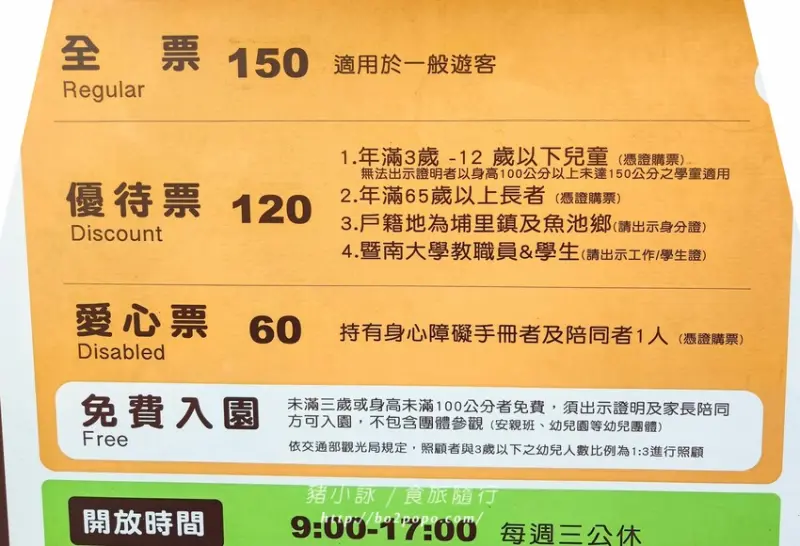 全 票 150 適用於一般遊客
Regular
優待票 120
Discount
1.年滿3歲 -12 歲以下兒童 (憑證購票)
無法出示證明者以身高100公分以上未達150公分之學童適用
2.年滿65歲以上長者 (憑證購票)
3.戶籍地為埔里鎮及魚池鄉(請出示身分證)
4.暨南大學教職員&學生(請出示工作/學生證)
愛心票 60 持有身心障礙手冊者及陪同者1人 (憑證購票)
Disabled
免費入園
Free
未滿三歲或身高未滿100公分者免費，須出示證明及家長陪同
方可入園，不包含團體參觀 (安親班、幼兒園等幼兒團體)
依交通部觀光局規定，照顧者與3歲以下之幼兒人數比例為1:3進行照顧
豬小詠 / 食旅隨行
http://ba2popo.com/
開放時間 9:00-17:00 每週三公休